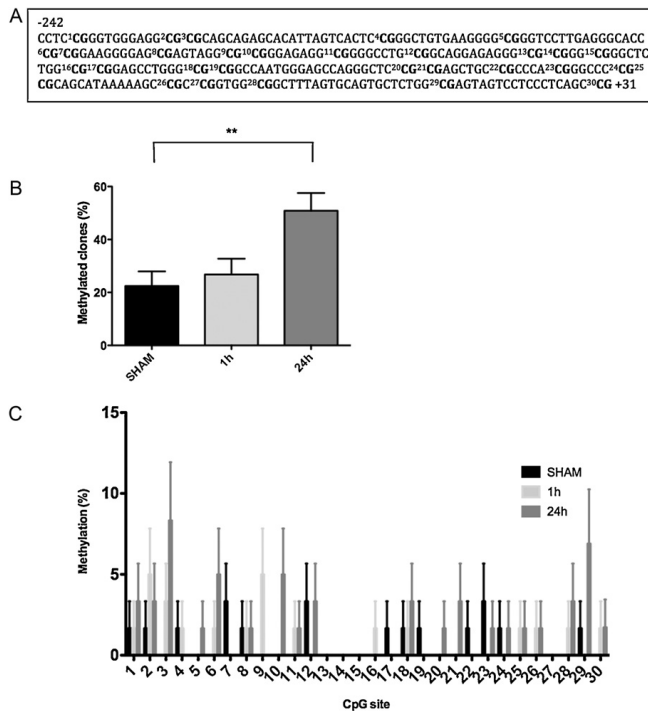 A
-242
CCTC¹CGGGTGGGAGG²CG³CGCAGCAGAGCACATTAGTCACTC⁴CGGGCTGTGAAGGGG⁵CGGGTCCTTGAGGGCACC
⁶CG⁷CGGAAGGGGAG⁸CGAGTAGG⁹CG¹⁰CGGGAGAGG¹¹CGGGGCCTG¹²CGGCAGGAGAGGG¹³CG¹⁴CGGG¹⁵CGGGCTC
TGG¹⁶CG¹⁷CGGAGCCTGGG¹⁸CG¹⁹CGGCCAATGGGAGCCAGGGCTC²⁰CG²¹CGAGCTGC²²CGCCCA²³CGGGCCC²⁴CG²⁵
CGCAGCATAAAAAGC²⁶CGC²⁷CGGTGG²⁸CGGCTTTAGTGCAGTGCTCTGG²⁹CGAGTAGTCCTCCCTCAGC³⁰CG +31
**
B
Methylated clones (%)
60
40
20
0
SHAM 1h 24h
C
Methylation (%)
15
10
5
0
SHAM
1h
24h
1 2 3 4 5 6 7 8 9 10 11 12 13 14 15 16 17 18 19 20 21 22 23 24 25 26 27 28 29 30
CpG site